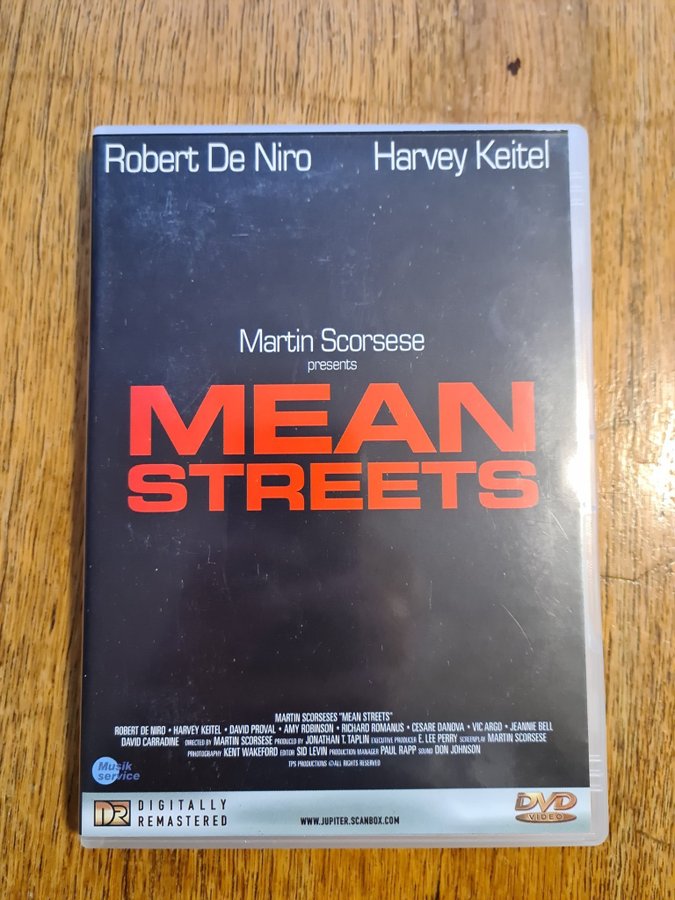 Robert De Niro Harvey Keitel
Martin Scorsese
presents
MEAN
STREETS
MARTIN SCORSESES "MEAN STREETS"
ROBERT DE NIRO • HARVEY KEITEL • DAVID PROVAL • AMY ROBINSON • RICHARD ROMANUS • CESARE DANOVA • VIC ARGO • JEANNIE BELL
DAVID CARRADINE DIRECTED BY MARTIN SCORSESE PRODUCED BY JONATHAN T. TAPLIN EXECUTIVE PRODUCER E. LEE PERRY SCREENPLAY MARTIN SCORSESE
PRHOTOGRAPHY KENT WAKEFORD EDITOR SID LEVIN PRODUCTION MANAGER PAUL RAPP SOUND DON JOHNSON
TPS PRODUCTIONS ©ALL RIGHTS RESERVED
Musik
service
DR DIGITALLY
REMASTERED
WWW.JUPITER.SCANBOX.COM
DVD
VIDEO